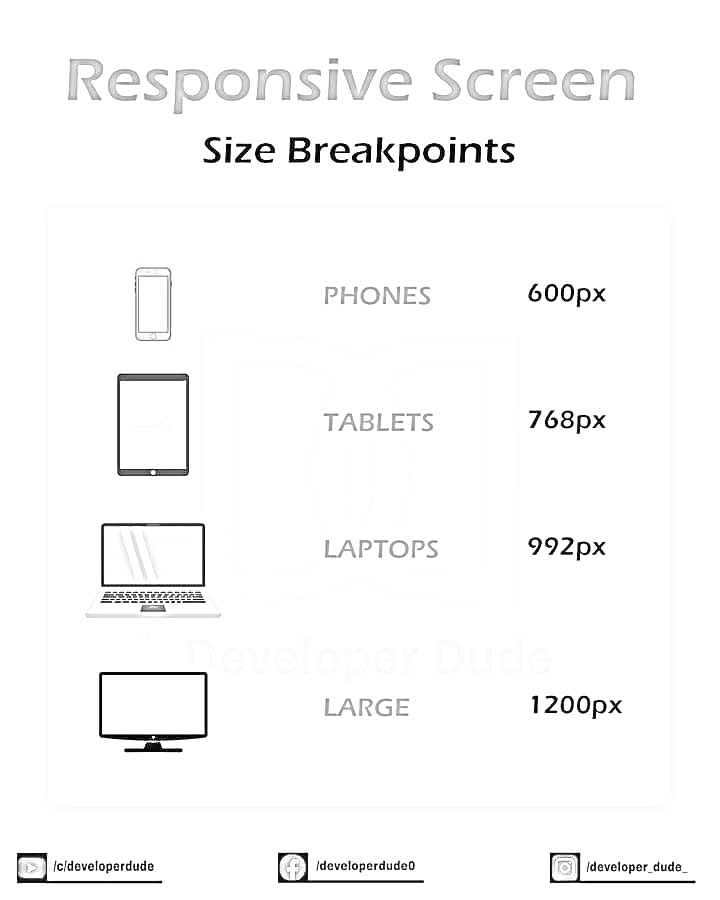 Responsive Screen
Size Breakpoints
PHONES 600px
TABLETS 768px
LAPTOPS 992px
Developer Dude
LARGE 1200px
/c/developerdude /developerdude0 /developer_dude_